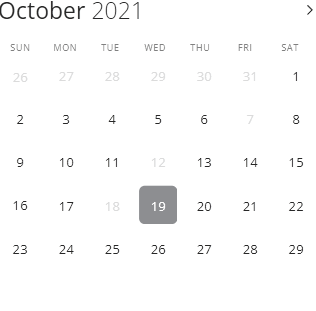 October 2021 >
SUN MON TUE WED THU FRI SAT
26 27 28 29 30 31 1
2 3 4 5 6 7 8
9 10 11 12 13 14 15
16 17 18 19 20 21 22
23 24 25 26 27 28 29